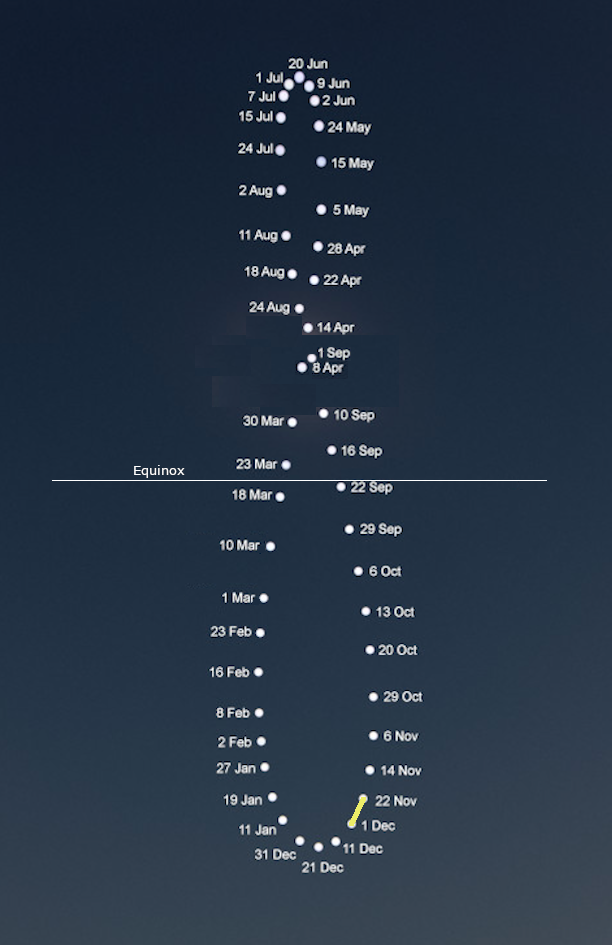 20 Jun
1 Jul
9 Jun
7 Jul
2 Jun
15 Jul
24 May
24 Jul
15 May
2 Aug
5 May
11 Aug
28 Apr
18 Aug
22 Apr
24 Aug
14 Apr
1 Sep
8 Apr
10 Sep
30 Mar
16 Sep
23 Mar
Equinox
22 Sep
18 Mar
29 Sep
10 Mar
6 Oct
1 Mar
13 Oct
23 Feb
20 Oct
16 Feb
29 Oct
8 Feb
6 Nov
2 Feb
27 Jan
14 Nov
19 Jan
22 Nov
11 Jan
1 Dec
31 Dec
11 Dec
21 Dec